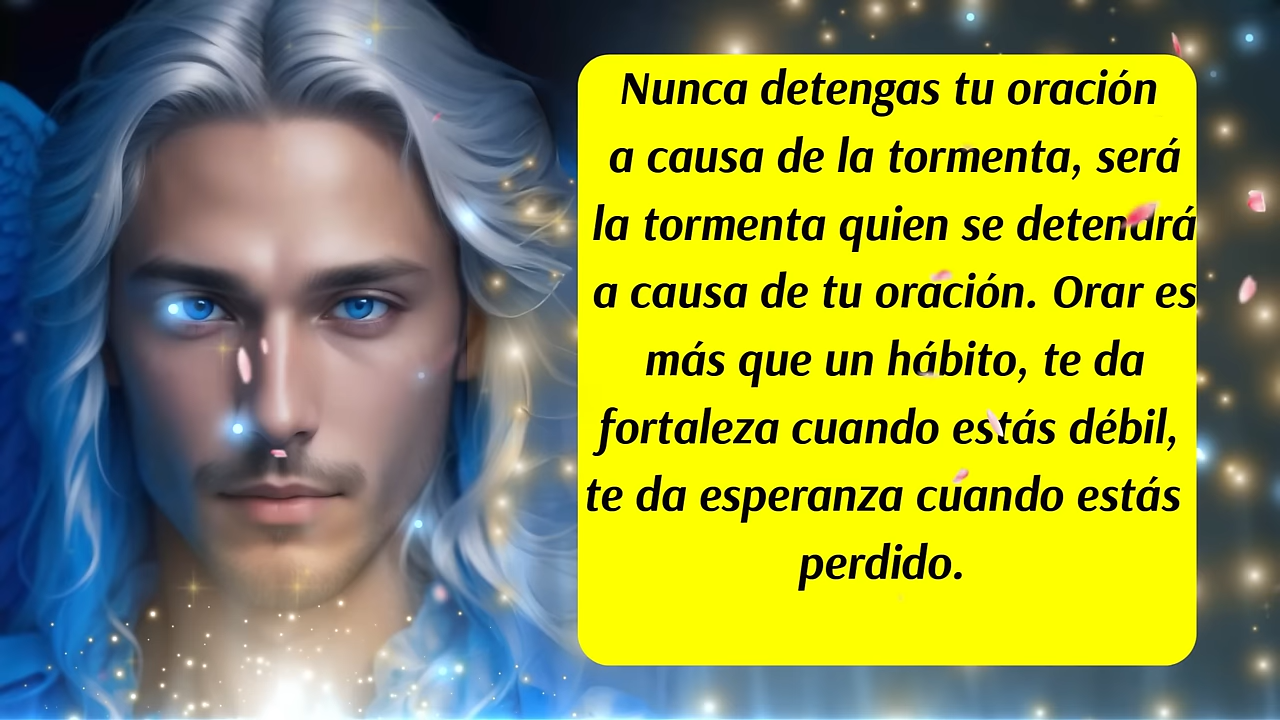 Nunca detengas tu oración
a causa de la tormenta, será
la tormenta quien se detendrá
a causa de tu oración. Orar es
más que un hábito, te da
fortaleza cuando estás débil,
te da esperanza cuando estás
perdido.